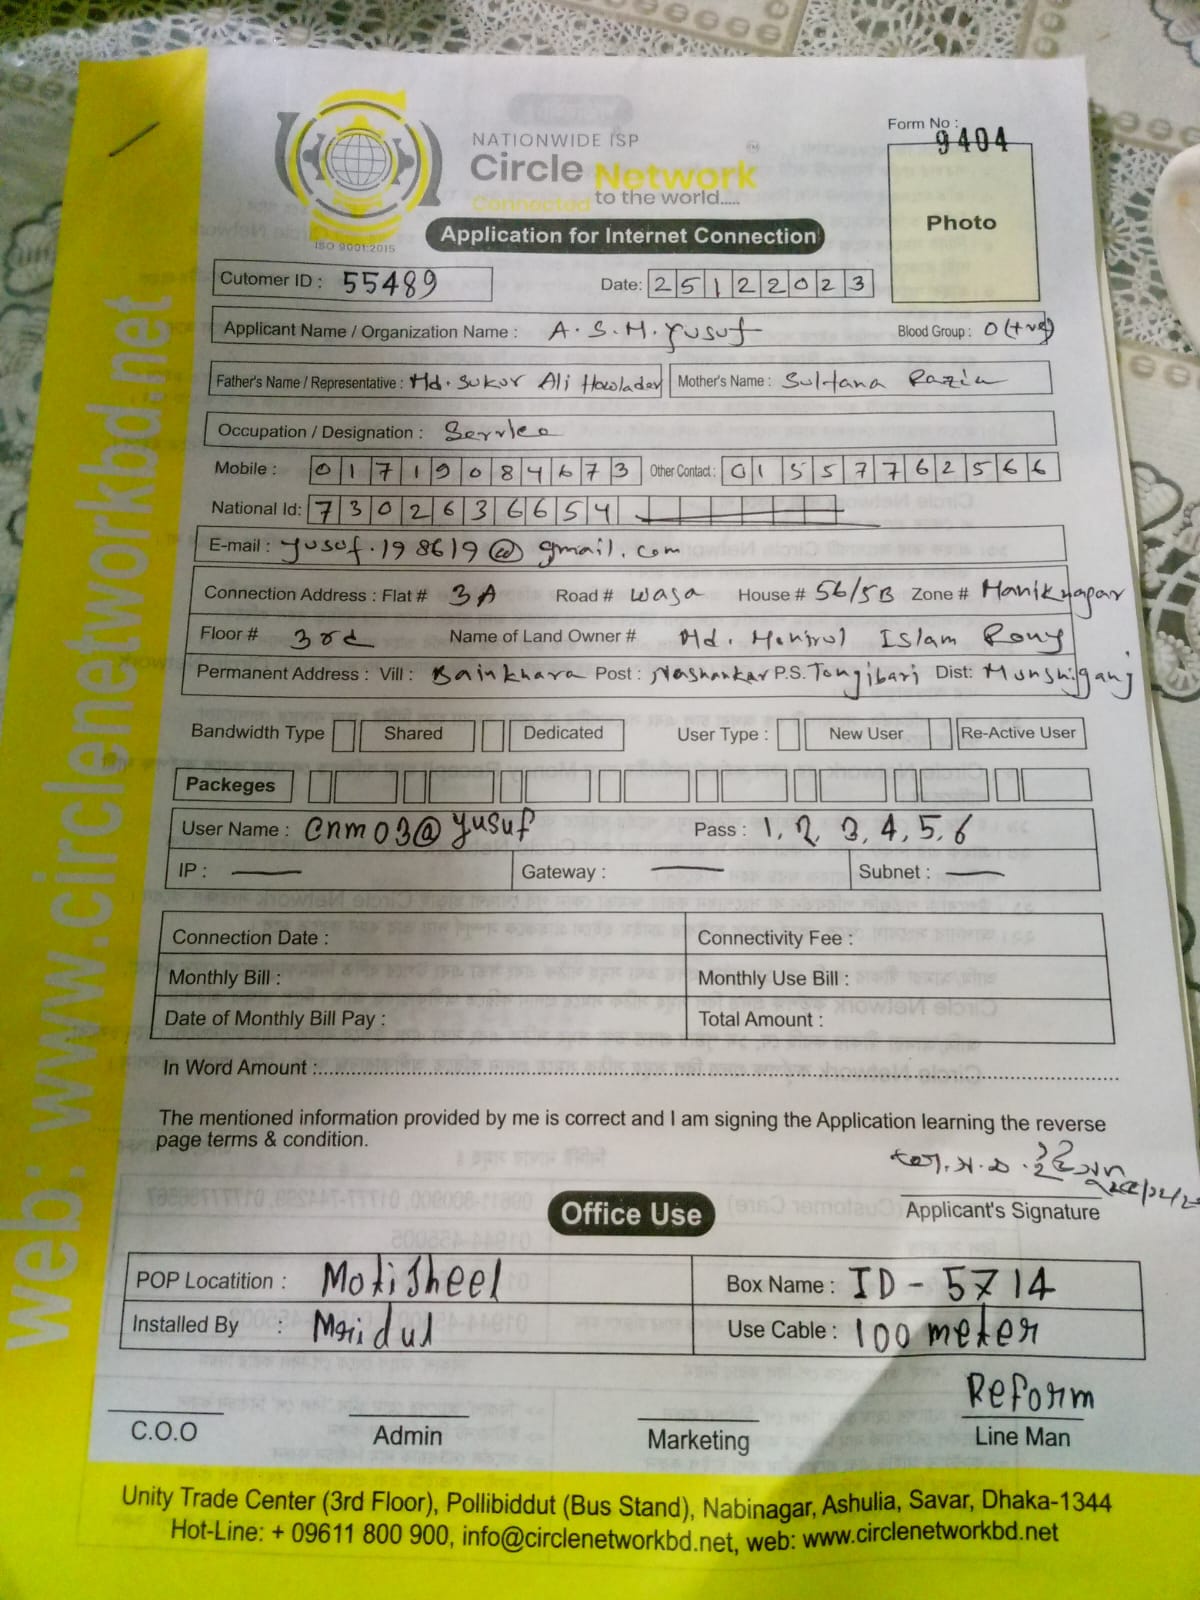 Form No : 9404
NATIONWIDE ISP
Circle Network
Connected to the world.....
ISO 9001:2015
Application for Internet Connection
Photo
Cutomer ID : 55489 Date: 25122023
Applicant Name / Organization Name : A. S. M. Yusuf Blood Group : O (+ve)
Father's Name / Representative : Md. Sukur Ali Howlader Mother's Name : Sultana Razia
Occupation / Designation : Service
Mobile : 01719084673 Other Contact : 01557762566
National Id: 7302636654
E-mail : yusuf.198619@gmail.com
Connection Address : Flat # 3A Road # Wasa House # 56/5B Zone # Maniknagar
Floor # 3rd Name of Land Owner # Md. Monirul Islam Rony
Permanent Address : Vill : Bainkhara Post : Nashankar P.S. Tongibari Dist: Munshiganj
Bandwidth Type Shared Dedicated User Type : New User Re-Active User
Packeges
User Name : cnm03@yusuf Pass : 1, 2, 3, 4, 5, 6
IP : Gateway : Subnet :
Connection Date : Connectivity Fee :
Monthly Bill : Monthly Use Bill :
Date of Monthly Bill Pay : Total Amount :
In Word Amount :
The mentioned information provided by me is correct and I am signing the Application learning the reverse
page terms & condition.
Applicant's Signature
Office Use
POP Locatition : Motisheel Box Name : ID - 5714
Installed By : Use Cable : 100 meter
Reform
C.O.O Admin Marketing Line Man
Unity Trade Center (3rd Floor), Pollibiddut (Bus Stand), Nabinagar, Ashulia, Savar, Dhaka-1344
Hot-Line: + 09611 800 900, info@circlenetworkbd.net, web: www.circlenetworkbd.net
web: www.circlenetworkbd.net